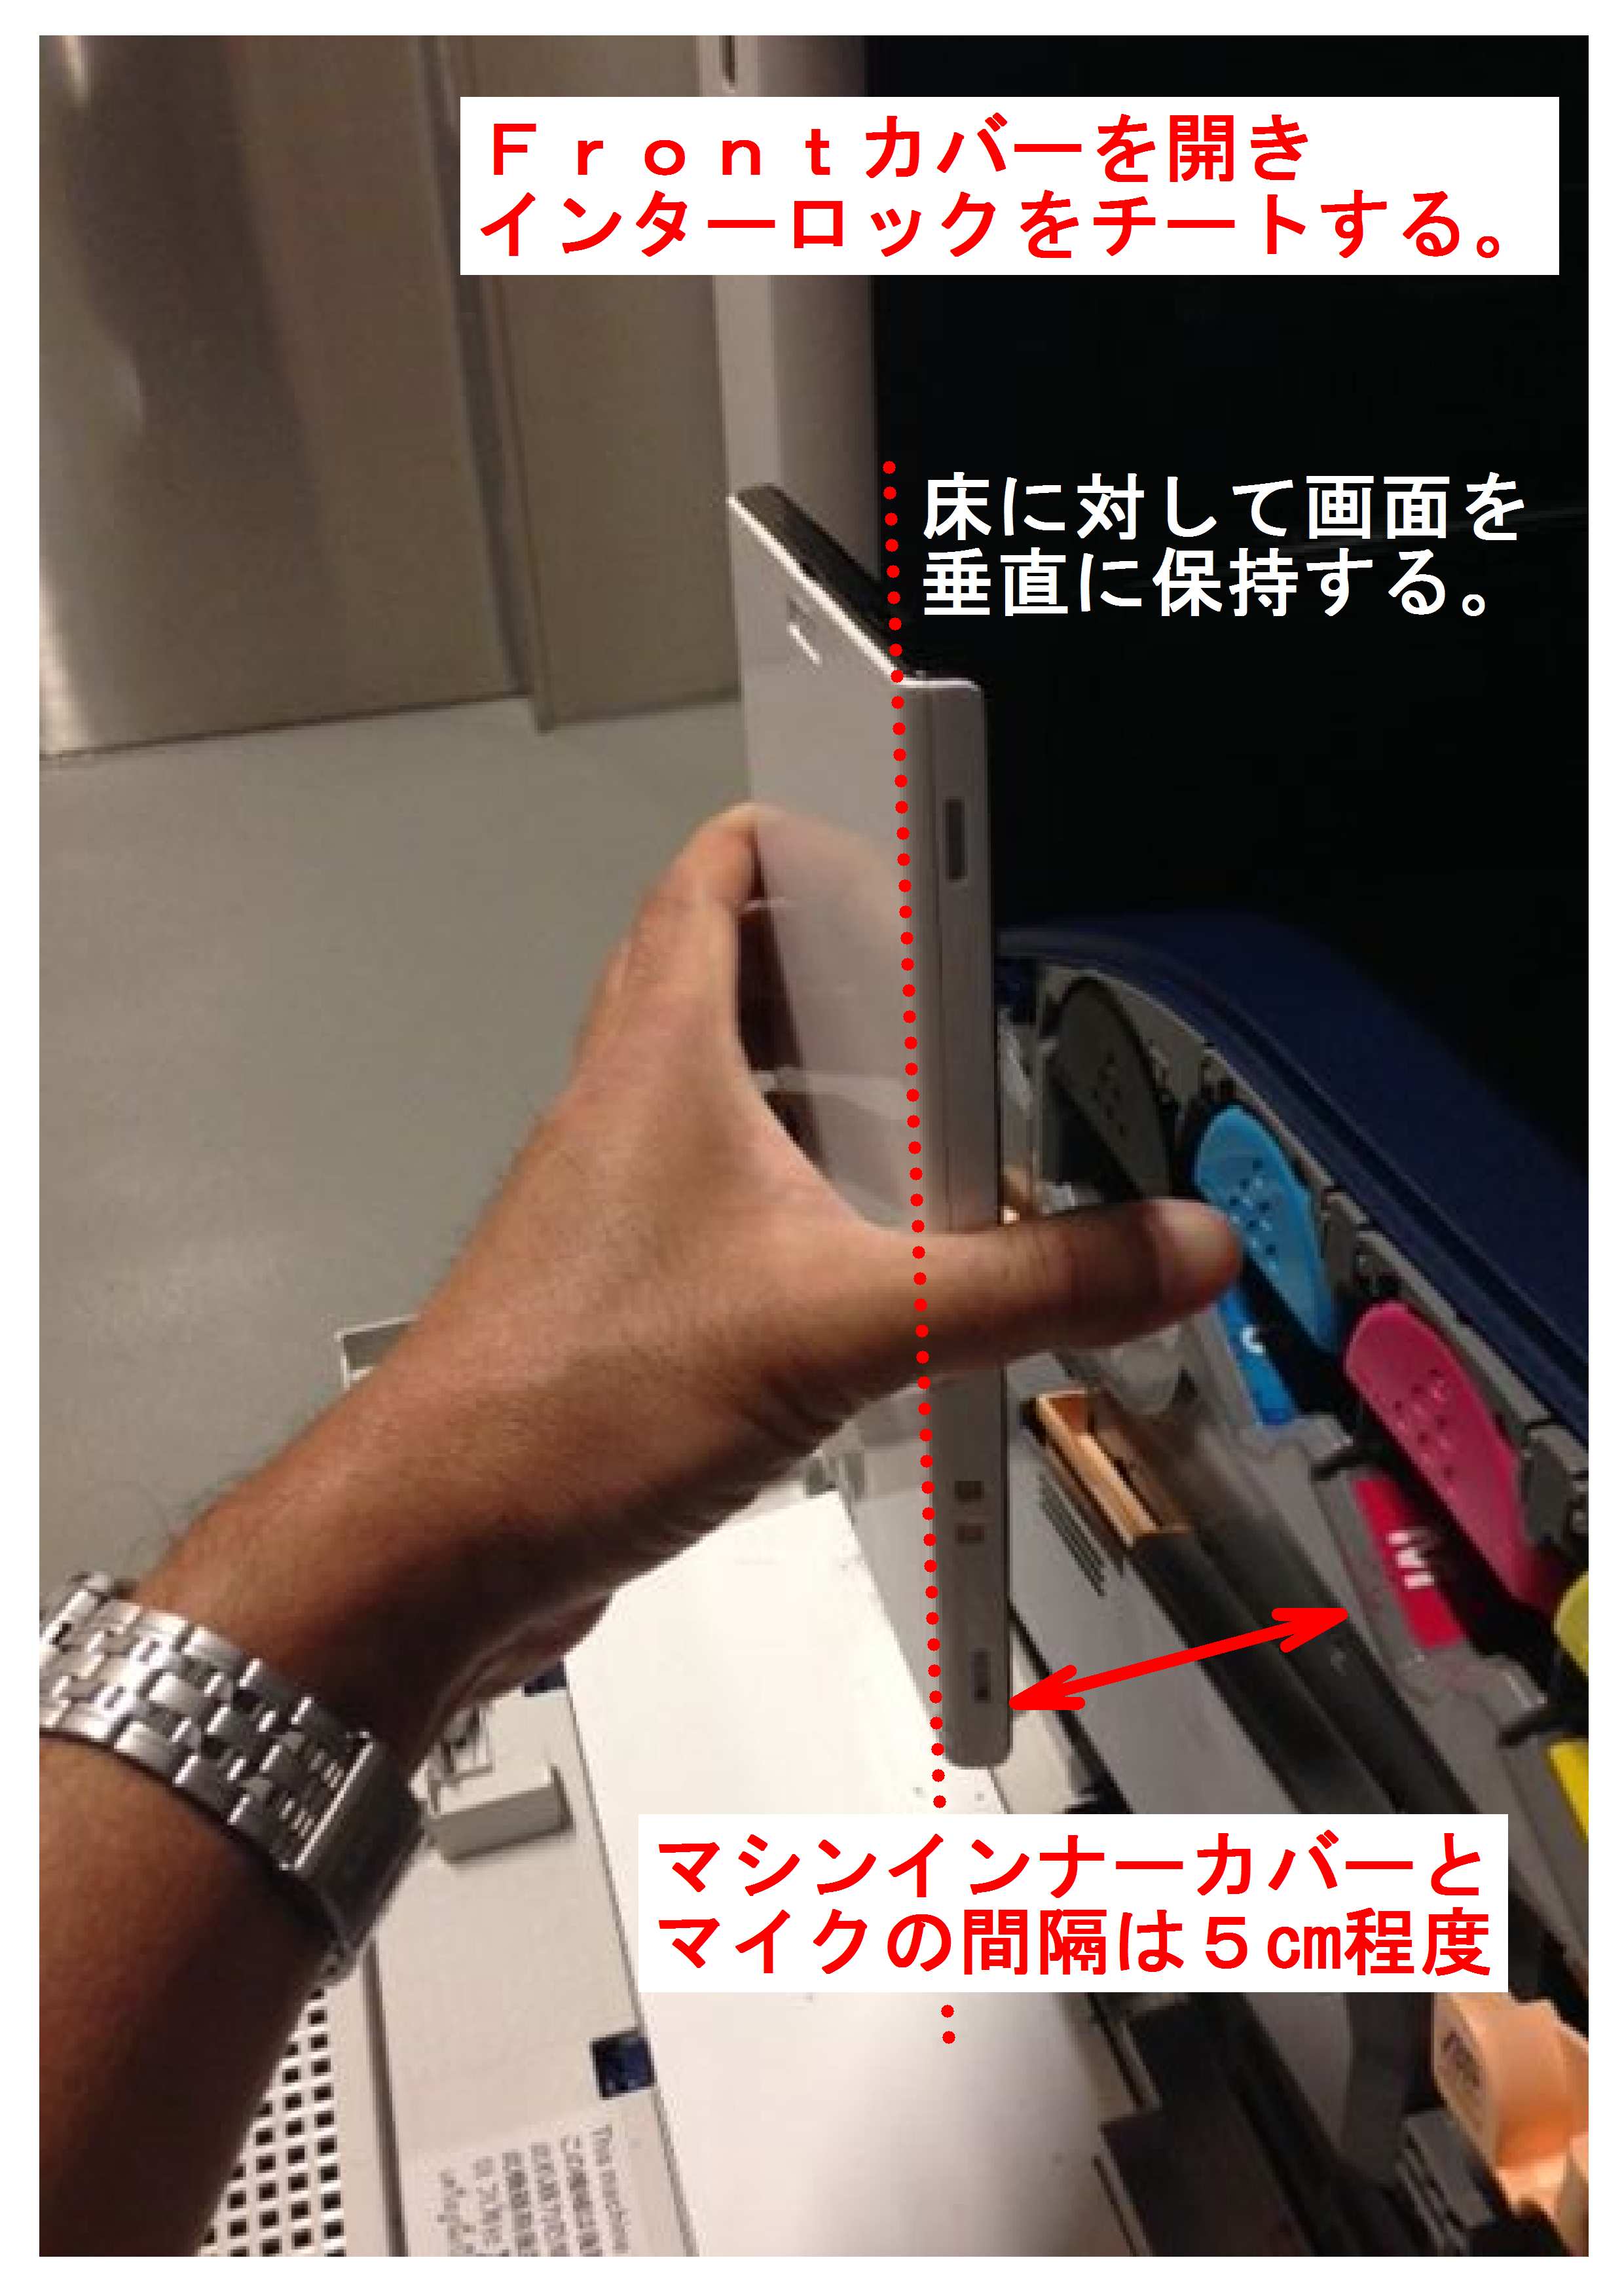 Ｆｒｏｎｔカバーを開き
インターロックをチートする。
床に対して画面を
垂直に保持する。
マシンインナーカバーと
マイクの間隔は５㎝程度
This machine